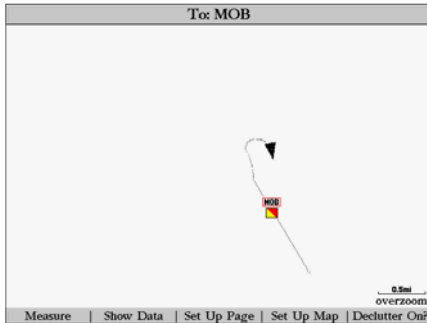 To: MOB
MOB
0.5mi
overzoom
Measure | Show Data | Set Up Page | Set Up Map | Declutter On?